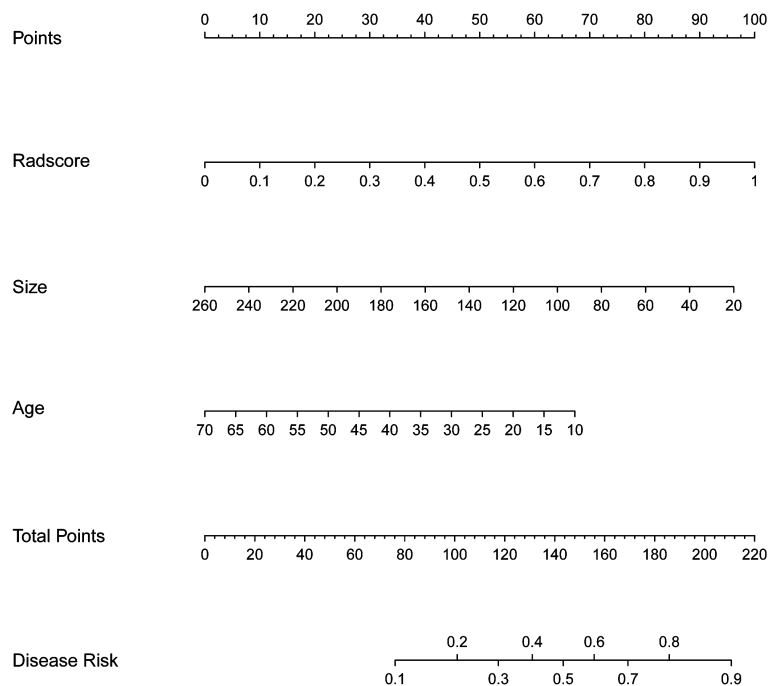 Points 0 10 20 30 40 50 60 70 80 90 100
Radscore 0 0.1 0.2 0.3 0.4 0.5 0.6 0.7 0.8 0.9 1
Size 260 240 220 200 180 160 140 120 100 80 60 40 20
Age 70 65 60 55 50 45 40 35 30 25 20 15 10
Total Points 0 20 40 60 80 100 120 140 160 180 200 220
0.2 0.4 0.6 0.8
Disease Risk
0.1 0.3 0.5 0.7 0.9